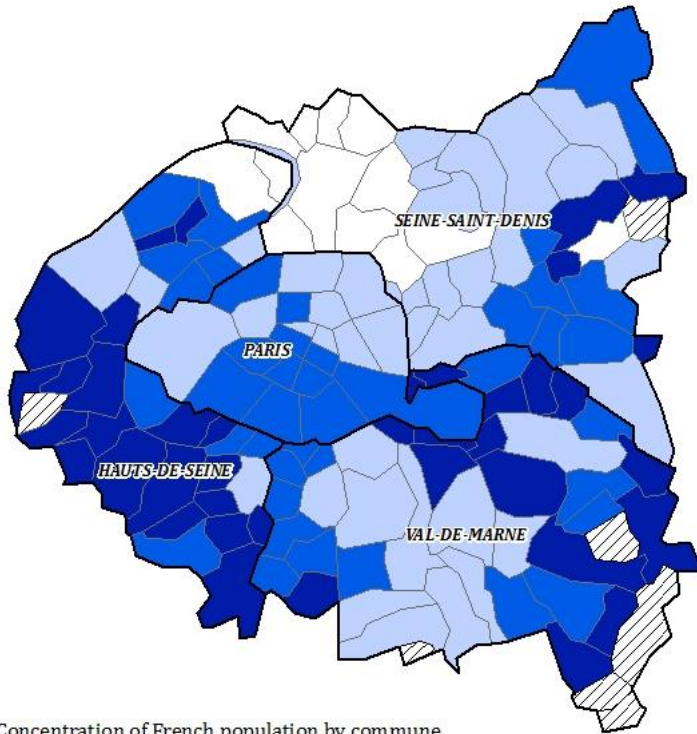 SEINE-SAINT-DENIS
PARIS
HAUTS-DE-SEINE
VAL-DE-MARNE
Concentration of French population by commune